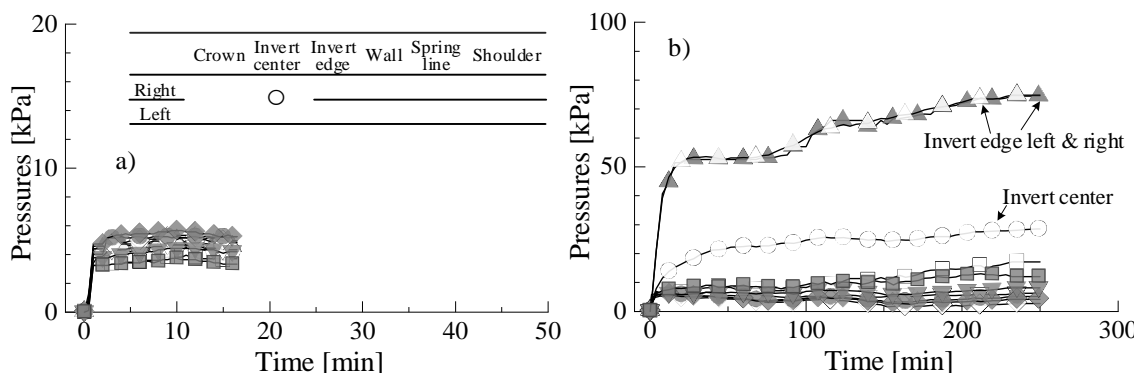 20
15
10
5
0
Pressures [kPa]
0 10 20 30 40 50
Time [min]
a)
Crown Invert center Invert edge Wall Spring line Shoulder
Right
Left
100
50
0
Pressures [kPa]
0 100 200 300
Time [min]
b)
Invert edge left & right
Invert center